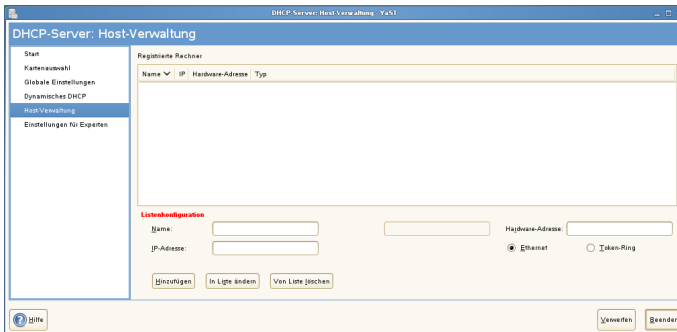 DHCP-Server: Host-Verwaltung - YaST
DHCP-Server: Host-Verwaltung
Start
Kartenauswahl
Globale Einstellungen
Dynamisches DHCP
Host-Verwaltung
Einstellungen für Experten
Registrierte Rechner
Name IP Hardware-Adresse Typ
Listenkonfiguration
Name:
Hardware-Adresse:
IP-Adresse:
Ethernet Token-Ring
Hinzufügen In Liste ändern Von Liste löschen
Hilfe Verwerfen Beenden